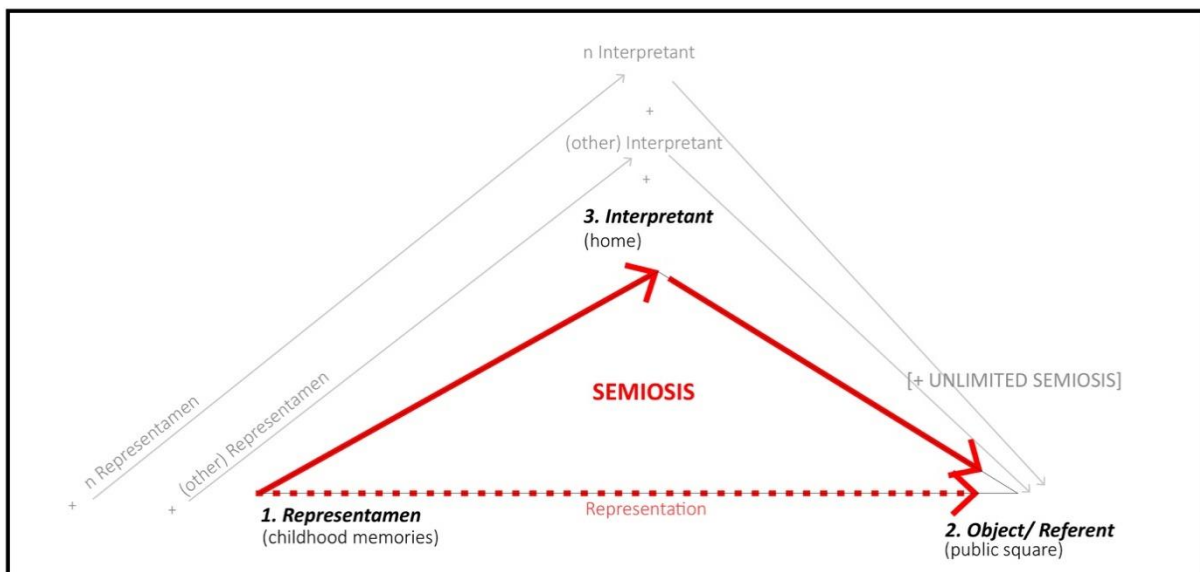 n Interpretant
+
(other) Interpretant
+
3. Interpretant
(home)
[+ UNLIMITED SEMIOSIS]
SEMIOSIS
n Representamen
+
(other) Representamen
+
Representation
1. Representamen
(childhood memories)
2. Object/ Referent
(public square)